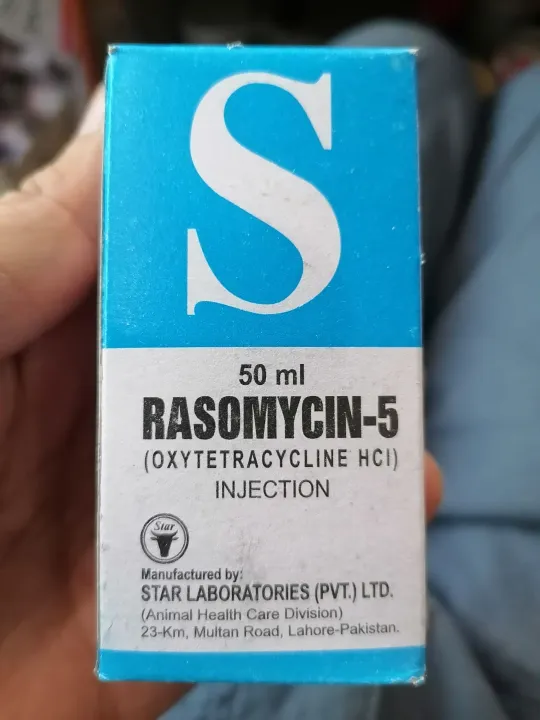 S
50 ml
RASOMYCIN-5
(OXYTETRACYCLINE HCl)
INJECTION
Star
Manufactured by:
STAR LABORATORIES (PVT.) LTD.
(Animal Health Care Division)
23-Km, Multan Road, Lahore-Pakistan.